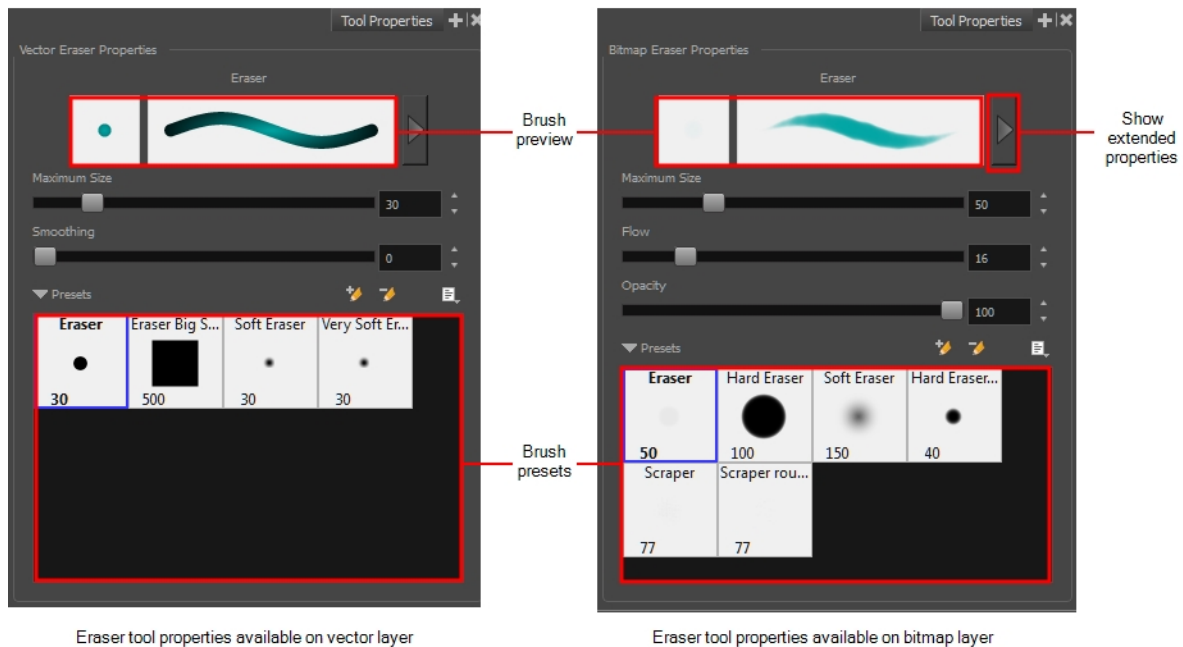 Tool Properties
Vector Eraser Properties
Eraser
Maximum Size
30
Smoothing
0
Presets
Eraser
Eraser Big S...
Soft Eraser
Very Soft Er...
30
500
30
30
Eraser tool properties available on vector layer
Brush
preview
Brush
presets
Tool Properties
Bitmap Eraser Properties
Eraser
Maximum Size
50
Flow
16
Opacity
100
Presets
Eraser
Hard Eraser
Soft Eraser
Hard Eraser...
50
100
150
40
Scraper
Scraper rou...
77
77
Eraser tool properties available on bitmap layer
Show
extended
properties